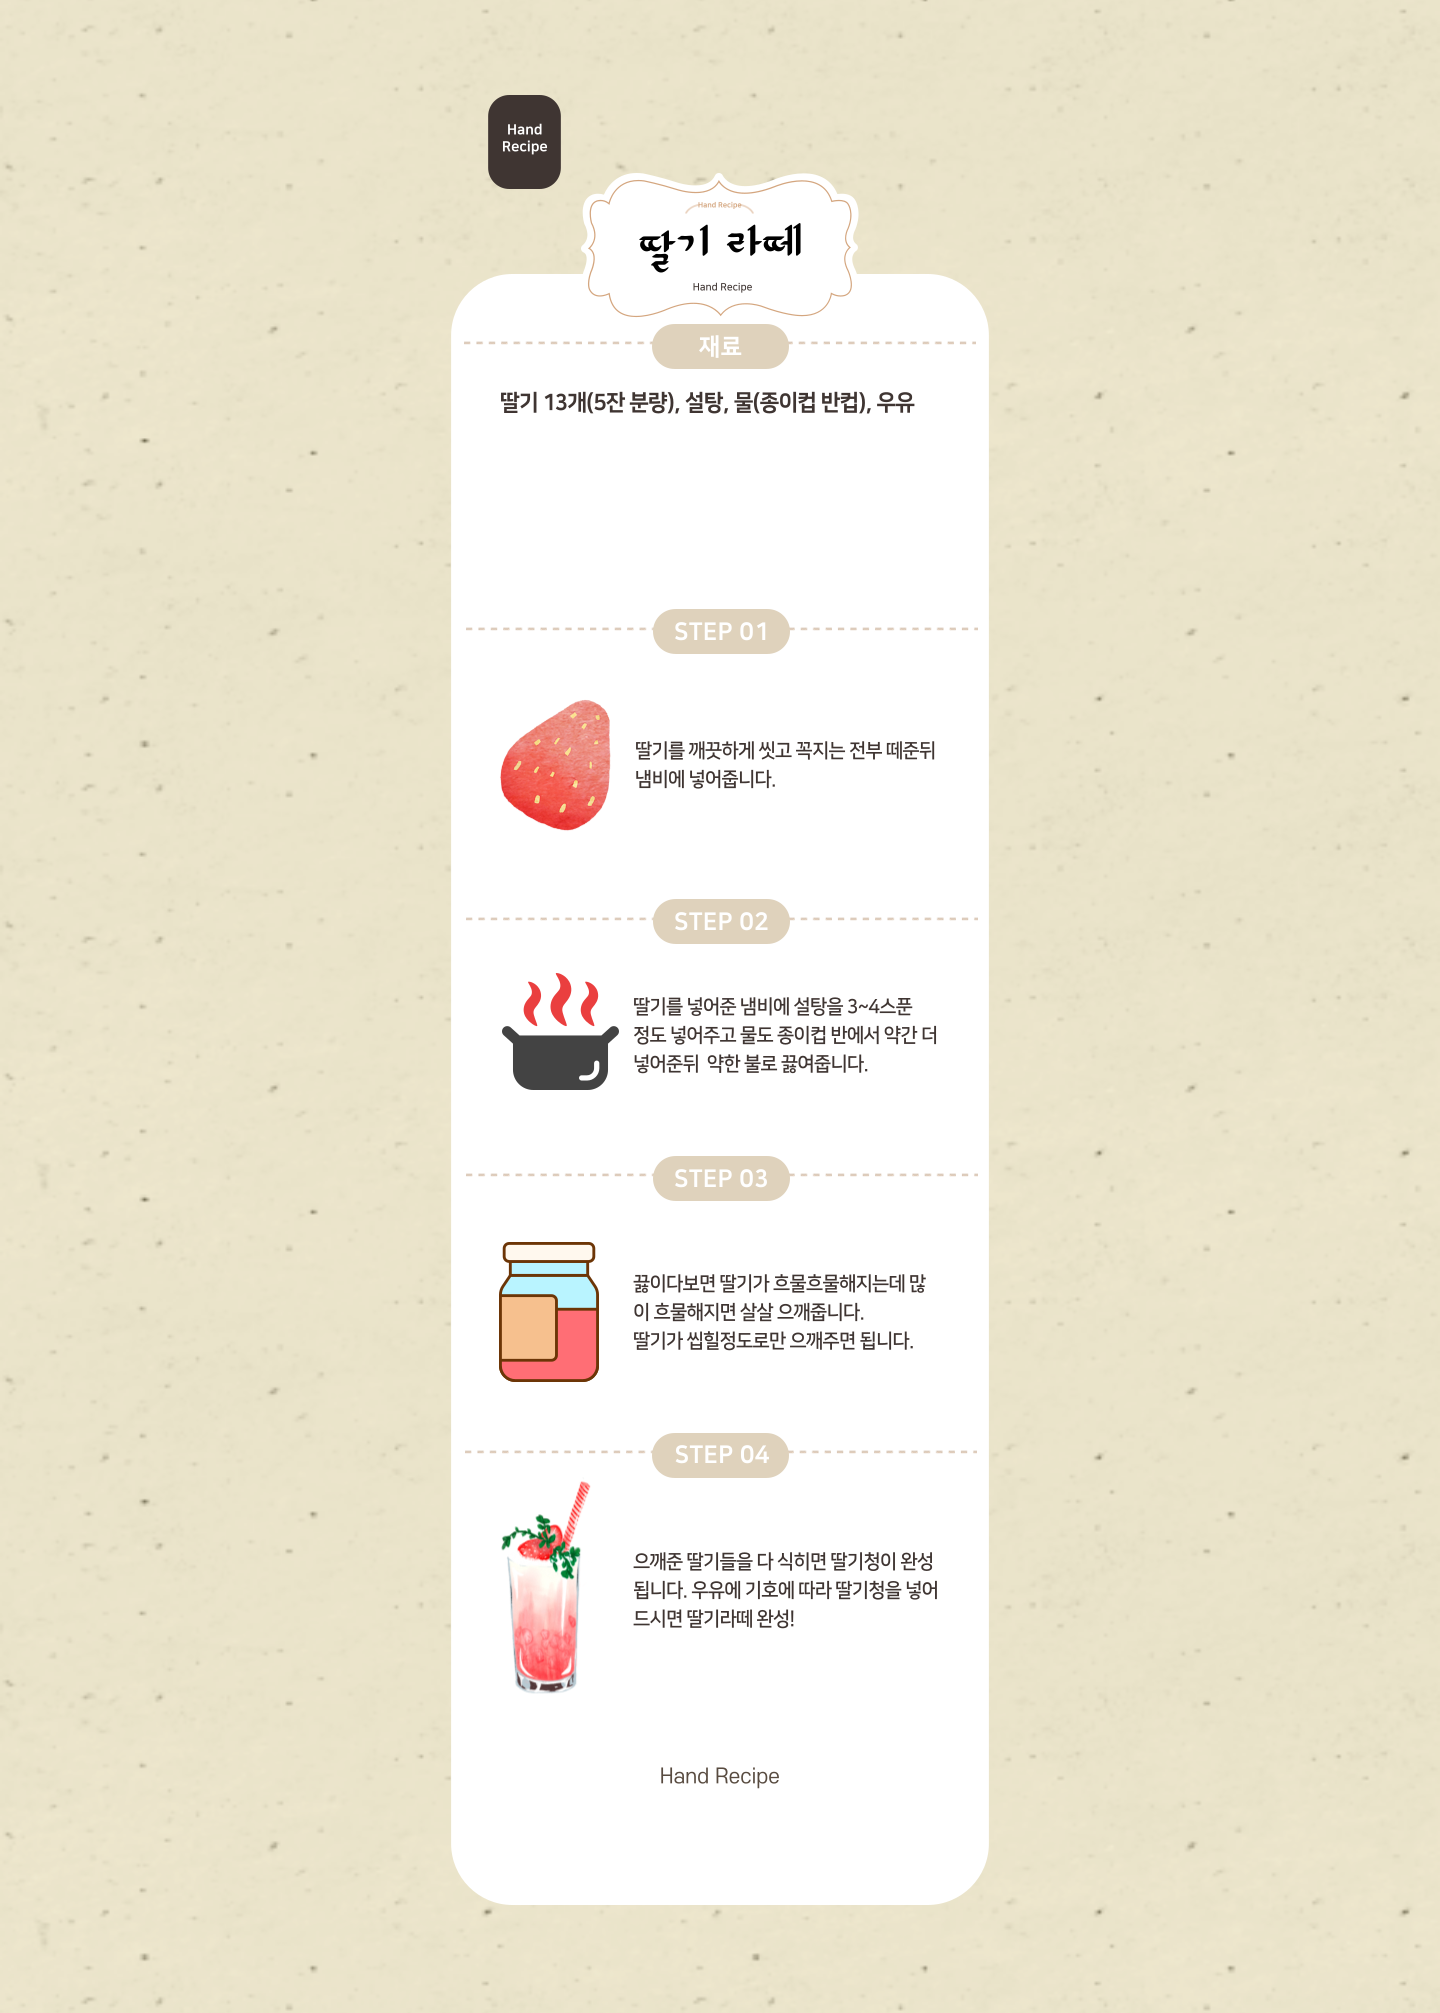 Hand
Recipe
Hand Recipe
딸기 라떼
Hand Recipe
재료
딸기 13개(5잔 분량), 설탕, 물(종이컵 반컵), 우유
STEP 01
딸기를 깨끗하게 씻고 꼭지는 전부 떼준뒤
냄비에 넣어줍니다.
STEP 02
딸기를 넣어준 냄비에 설탕을 3~4스푼
정도 넣어주고 물도 종이컵 반에서 약간 더
넣어준뒤 약한 불로 끓여줍니다.
STEP 03
끓이다보면 딸기가 흐물흐물해지는데 많
이 흐물해지면 살살 으깨줍니다.
딸기가 씹힐정도로만 으깨주면 됩니다.
STEP 04
으깨준 딸기들을 다 식히면 딸기청이 완성
됩니다. 우유에 기호에 따라 딸기청을 넣어
드시면 딸기라떼 완성!
Hand Recipe